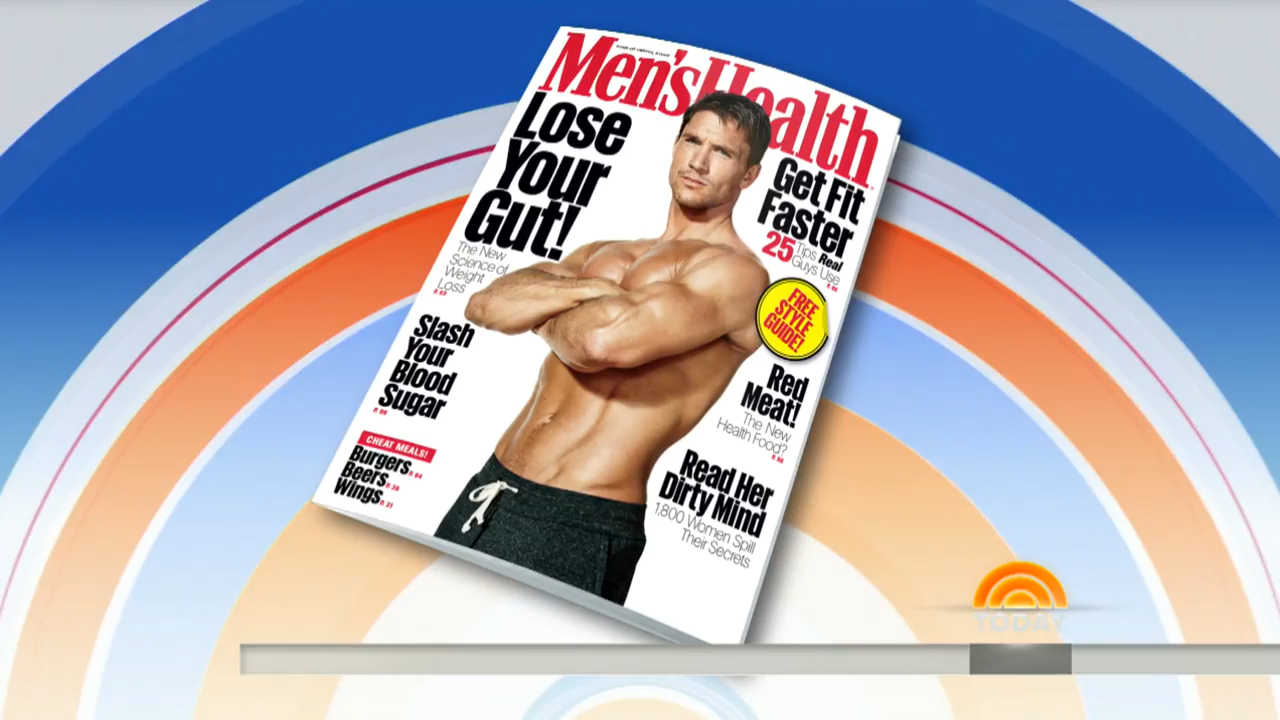 Men'sHealth
Lose
Your
Gut!
The New
Science of
Weight
Loss
P. 62
Slash
Your
Blood
Sugar
CHEAT MEALS!
Burgers
Beers
Wings
P. 31
Get Fit
Faster
25 Tips Real
Guys Use
FREE
STYLE
GUIDE!
Red
Meat!
The New
Health Food?
Read Her
Dirty Mind
1,800 Women Spill
Their Secrets
TODAY